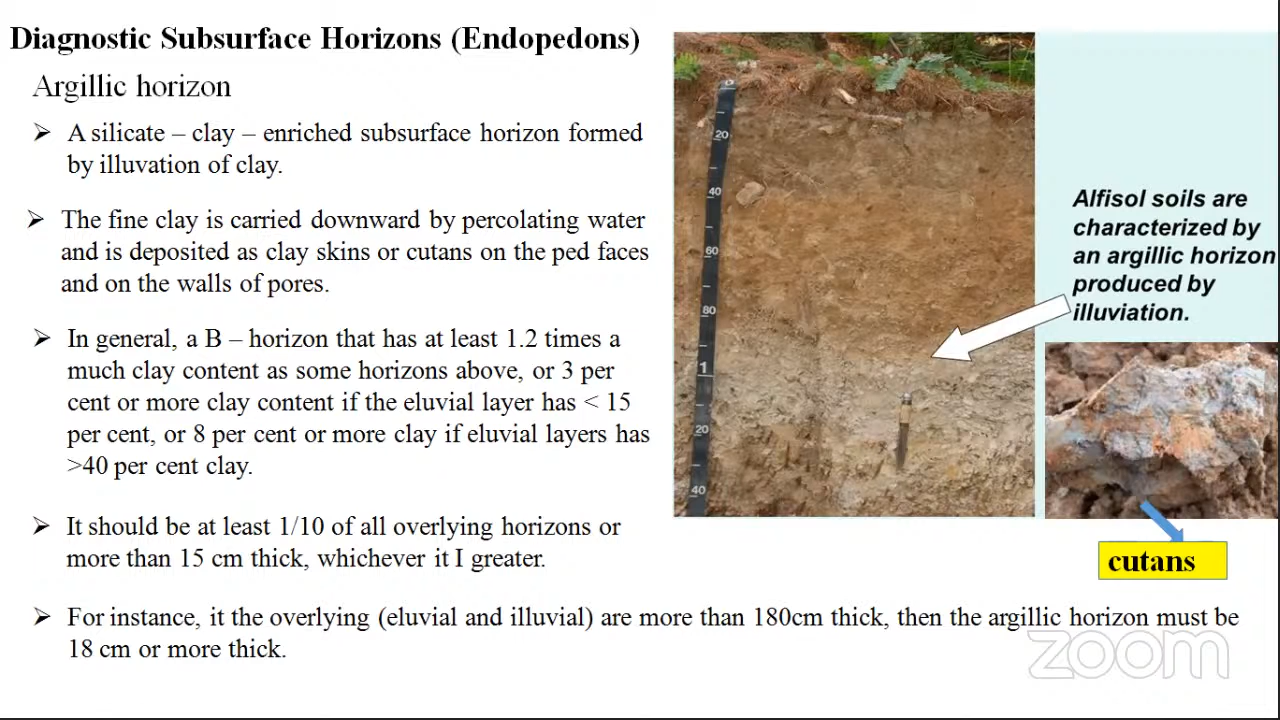 Diagnostic Subsurface Horizons (Endopedons)
Argillic horizon
➢ A silicate – clay – enriched subsurface horizon formed
by illuvation of clay.
➢ The fine clay is carried downward by percolating water
and is deposited as clay skins or cutans on the ped faces
and on the walls of pores.
➢ In general, a B – horizon that has at least 1.2 times a
much clay content as some horizons above, or 3 per
cent or more clay content if the eluvial layer has < 15
per cent, or 8 per cent or more clay if eluvial layers has
>40 per cent clay.
➢ It should be at least 1/10 of all overlying horizons or
more than 15 cm thick, whichever it I greater.
➢ For instance, it the overlying (eluvial and illuvial) are more than 180cm thick, then the argillic horizon must be
18 cm or more thick.
0
20
40
60
80
1
20
40
Alfisol soils are
characterized by
an argillic horizon
produced by
illuviation.
cutans
zoom